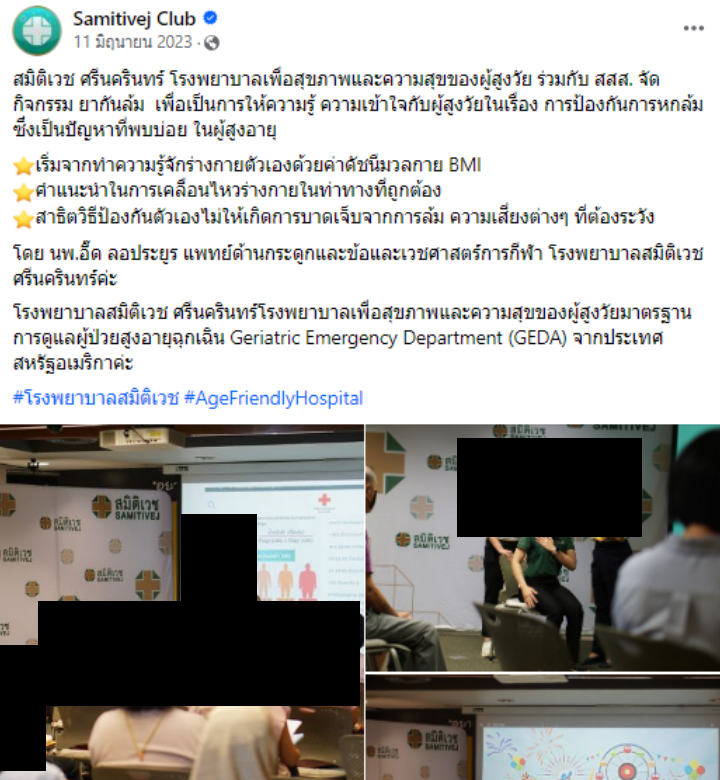 Samitivej Club
11 มิถุนายน 2023
สมิติเวช ศรีนครินทร์ โรงพยาบาลเพื่อสุขภาพและความสุขของผู้สูงวัย ร่วมกับ สสส. จัด
กิจกรรม ยากันล้ม เพื่อเป็นการให้ความรู้ ความเข้าใจกับผู้สูงวัยในเรื่อง การป้องกันการหกล้ม
ซึ่งเป็นปัญหาที่พบบ่อย ในผู้สูงอายุ
⭐เริ่มจากทำความรู้จักร่างกายตัวเองด้วยค่าดัชนีมวลกาย BMI
⭐คำแนะนำในการเคลื่อนไหวร่างกายในท่าทางที่ถูกต้อง
⭐สาธิตวิธีป้องกันตัวเองไม่ให้เกิดการบาดเจ็บจากการล้ม ความเสี่ยงต่างๆ ที่ต้องระวัง
โดย นพ.อี๊ด ลอประยูร แพทย์ด้านกระดูกและข้อและเวชศาสตร์การกีฬา โรงพยาบาลสมิติเวช
ศรีนครินทร์ค่ะ
โรงพยาบาลสมิติเวช ศรีนครินทร์โรงพยาบาลเพื่อสุขภาพและความสุขของผู้สูงวัยมาตรฐาน
การดูแลผู้ป่วยสูงอายุฉุกเฉิน Geriatric Emergency Department (GEDA) จากประเทศ
สหรัฐอเมริกาค่ะ
#โรงพยาบาลสมิติเวช #AgeFriendlyHospital
สมิติเวช
SAMITIVEJ
สมิติเวช
SAMITIVEJ
สมิติเวช
SAMITIVEJ
สมิติเวช
SAMITIVEJ